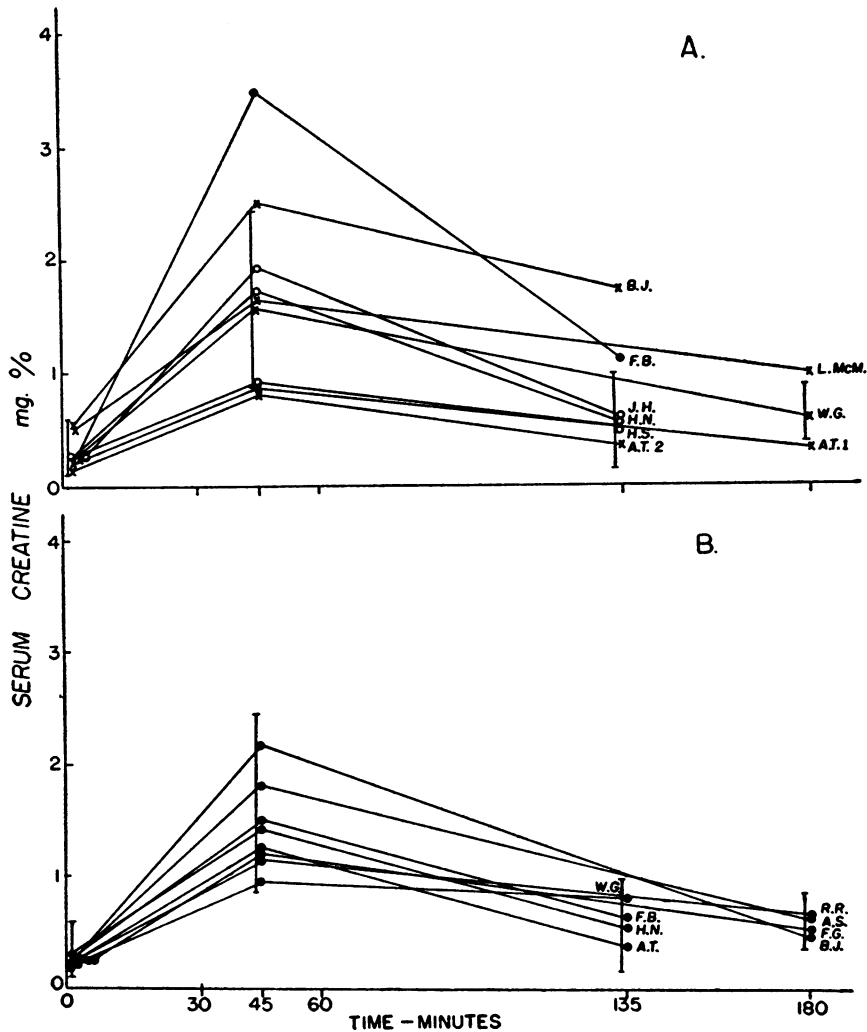 A.
4
3
2
1
0
B.J.
F.B.
L.McM.
J.H.
H.N.
H.S.
A.T. 2
W.G.
A.T.1
mg. %
SERUM CREATINE
B.
4
3
2
1
0
W.G.
F.B.
H.N.
A.T.
R.R.
A.S.
F.G.
B.J.
0 30 45 60 135 180
TIME – MINUTES